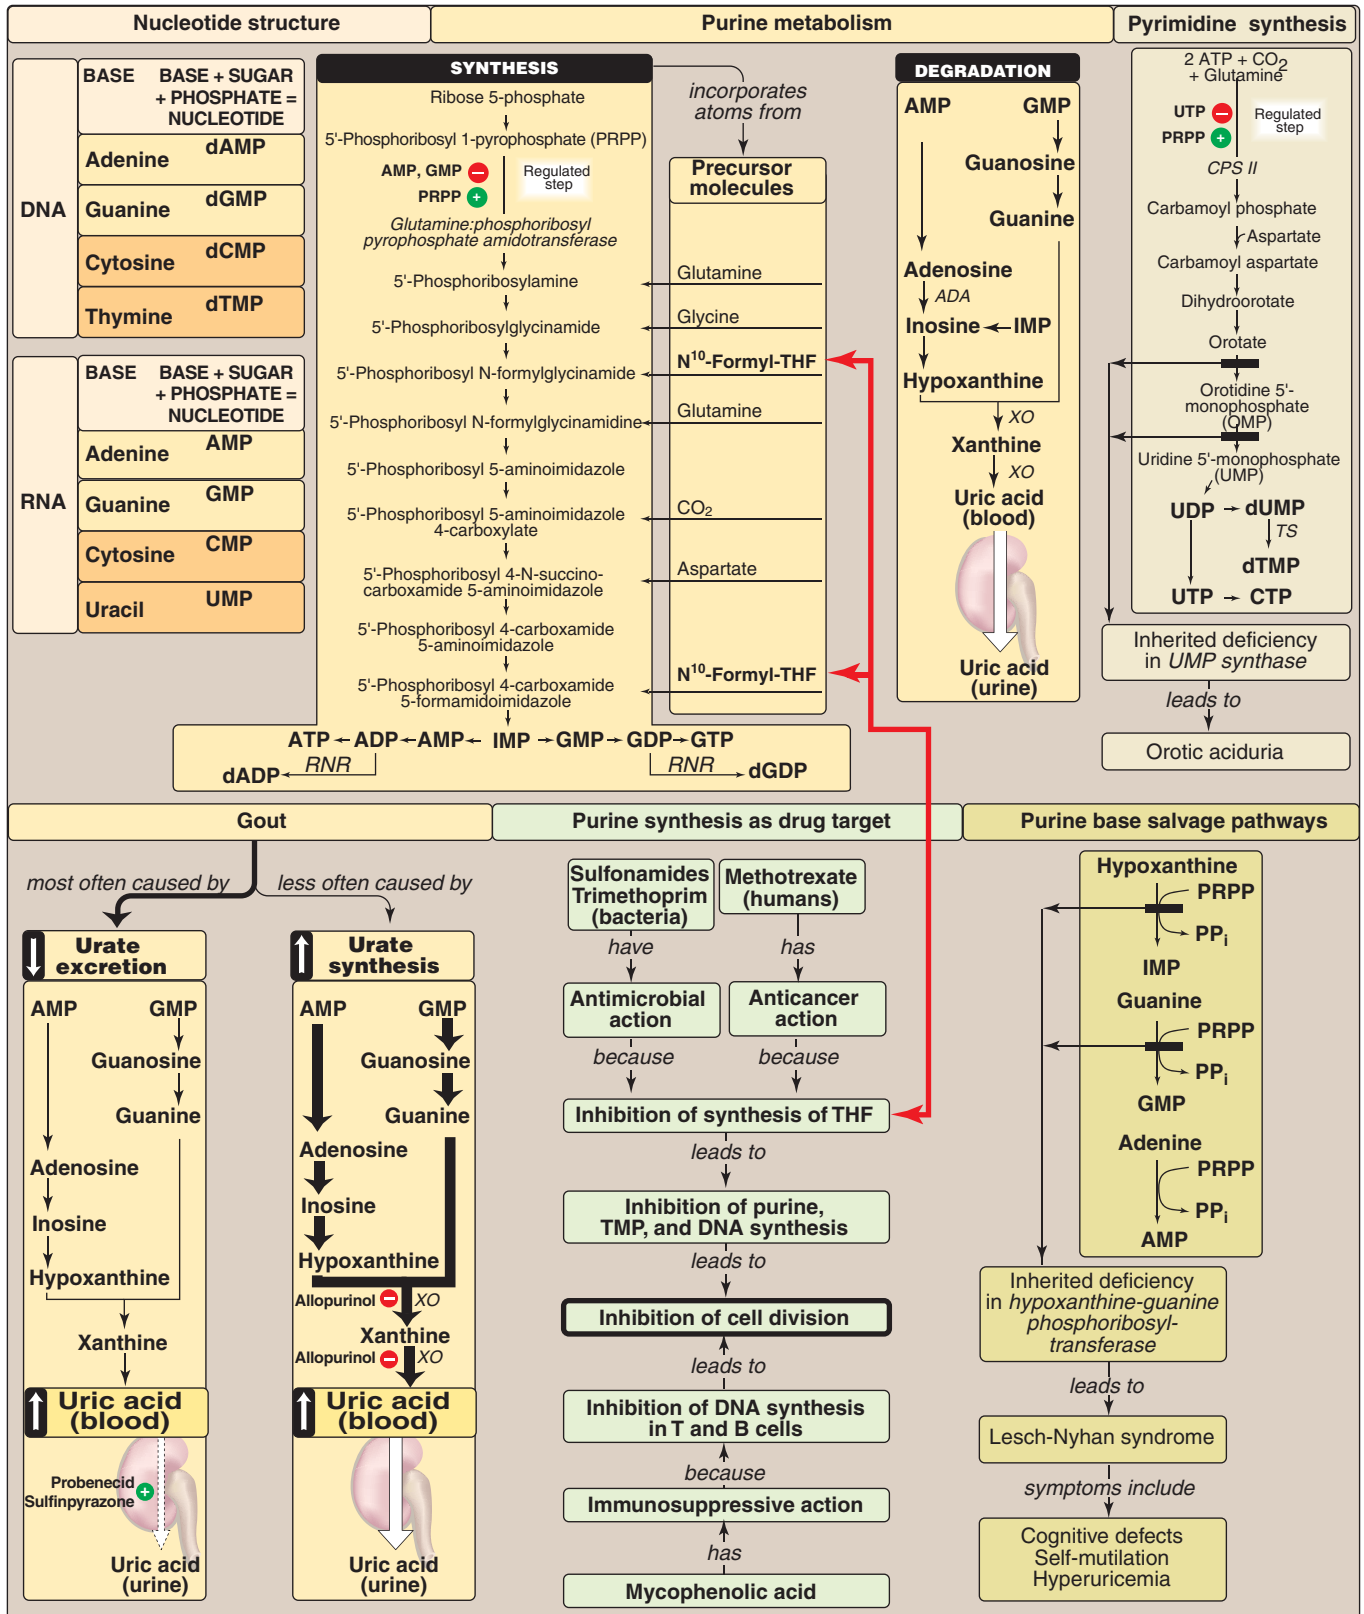 Nucleotide structure
Purine metabolism
Pyrimidine synthesis
DNA
BASE
BASE + SUGAR
+ PHOSPHATE =
NUCLEOTIDE
Adenine
dAMP
Guanine
dGMP
Cytosine
dCMP
Thymine
dTMP
RNA
BASE
BASE + SUGAR
+ PHOSPHATE =
NUCLEOTIDE
Adenine
AMP
Guanine
GMP
Cytosine
CMP
Uracil
UMP
SYNTHESIS
Ribose 5-phosphate
5'-Phosphoribosyl 1-pyrophosphate (PRPP)
AMP, GMP −
PRPP +
Regulated
step
Glutamine:phosphoribosyl
pyrophosphate amidotransferase
5'-Phosphoribosylamine
5'-Phosphoribosylglycinamide
5'-Phosphoribosyl N-formylglycinamide
5'-Phosphoribosyl N-formylglycinamidine
5'-Phosphoribosyl 5-aminoimidazole
5'-Phosphoribosyl 5-aminoimidazole
4-carboxylate
5'-Phosphoribosyl 4-N-succino-
carboxamide 5-aminoimidazole
5'-Phosphoribosyl 4-carboxamide
5-aminoimidazole
5'-Phosphoribosyl 4-carboxamide
5-formamidoimidazole
ATP ADP AMP IMP GMP GDP GTP
dADP RNR RNR dGDP
incorporates
atoms from
Precursor
molecules
Glutamine
Glycine
N¹⁰-Formyl-THF
Glutamine
CO₂
Aspartate
N¹⁰-Formyl-THF
DEGRADATION
AMP
GMP
Guanosine
Guanine
Adenosine
ADA
Inosine IMP
Hypoxanthine
XO
Xanthine
XO
Uric acid
(blood)
Uric acid
(urine)
2 ATP + CO₂
+ Glutamine
UTP −
PRPP +
Regulated
step
CPS II
Carbamoyl phosphate
Aspartate
Carbamoyl aspartate
Dihydroorotate
Orotate
Orotidine 5'-
monophosphate
(OMP)
Uridine 5'-monophosphate
(UMP)
UDP dUMP
TS
dTMP
UTP CTP
Inherited deficiency
in UMP synthase
leads to
Orotic aciduria
Gout
most often caused by
less often caused by
Urate
excretion
AMP
GMP
Guanosine
Guanine
Adenosine
Inosine
Hypoxanthine
Xanthine
Uric acid
(blood)
Probenecid
Sulfinpyrazone +
Uric acid
(urine)
Urate
synthesis
AMP
GMP
Guanosine
Guanine
Adenosine
Inosine
Hypoxanthine
Allopurinol − XO
Xanthine
Allopurinol − XO
Uric acid
(blood)
Uric acid
(urine)
Purine synthesis as drug target
Sulfonamides
Trimethoprim
(bacteria)
have
Antimicrobial
action
because
Methotrexate
(humans)
has
Anticancer
action
because
Inhibition of synthesis of THF
leads to
Inhibition of purine,
TMP, and DNA synthesis
leads to
Inhibition of cell division
leads to
Inhibition of DNA synthesis
in T and B cells
because
Immunosuppressive action
has
Mycophenolic acid
Purine base salvage pathways
Hypoxanthine
PRPP
PPᵢ
IMP
Guanine
PRPP
PPᵢ
GMP
Adenine
PRPP
PPᵢ
AMP
Inherited deficiency
in hypoxanthine-guanine
phosphoribosyl-
transferase
leads to
Lesch-Nyhan syndrome
symptoms include
Cognitive defects
Self-mutilation
Hyperuricemia